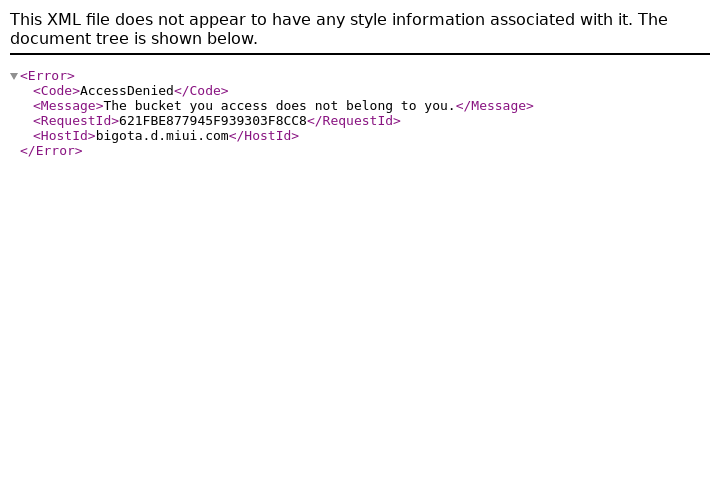 This XML file does not appear to have any style information associated with it. The
document tree is shown below.
<Error>
<Code>AccessDenied</Code>
<Message>The bucket you access does not belong to you.</Message>
<RequestId>621FBE877945F939303F8CC8</RequestId>
<HostId>bigota.d.miui.com</HostId>
</Error>